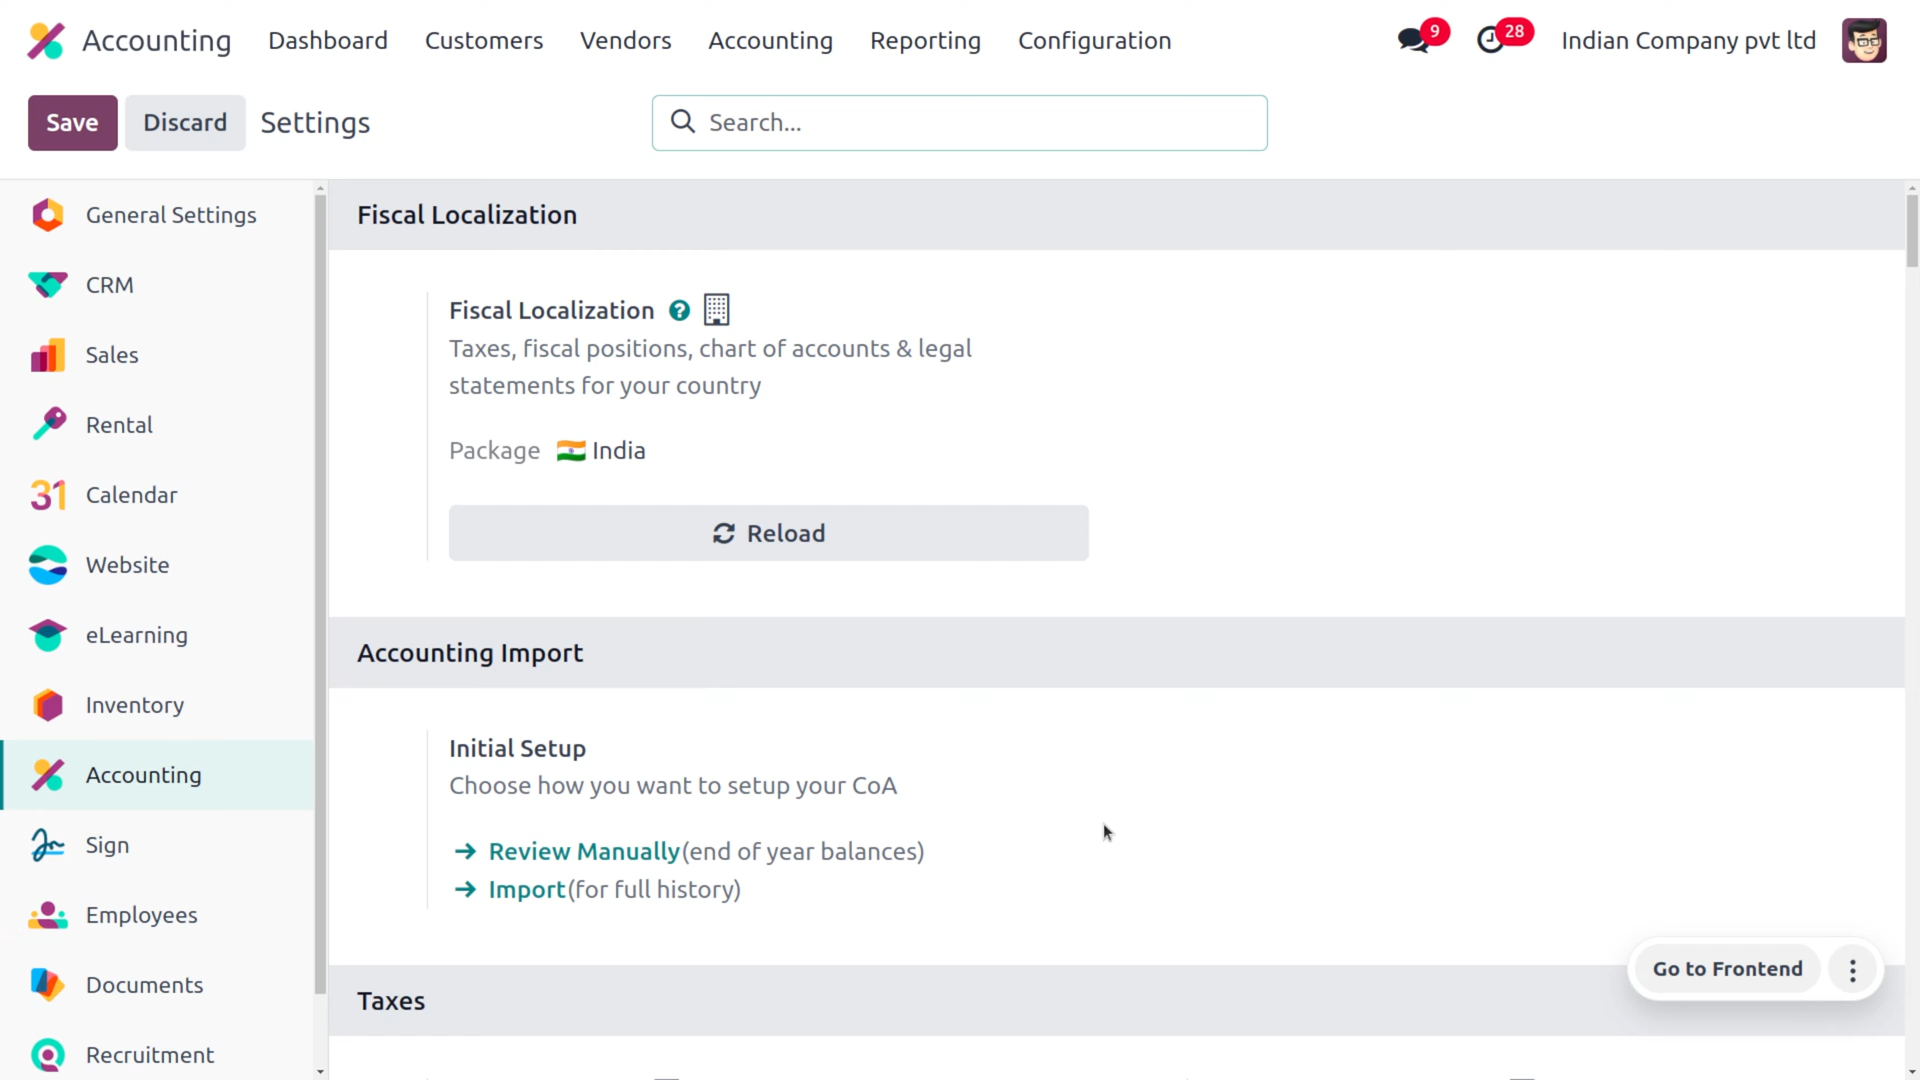 Accounting
Dashboard
Customers
Vendors
Accounting
Reporting
Configuration
9
28
Indian Company pvt ltd
Save
Discard
Settings
Search...
General Settings
CRM
Sales
Rental
31 Calendar
Website
eLearning
Inventory
Accounting
Sign
Employees
Documents
Recruitment
Fiscal Localization
Fiscal Localization ?
Taxes, fiscal positions, chart of accounts & legal
statements for your country
Package India
Reload
Accounting Import
Initial Setup
Choose how you want to setup your CoA
Review Manually(end of year balances)
Import(for full history)
Go to Frontend
Taxes